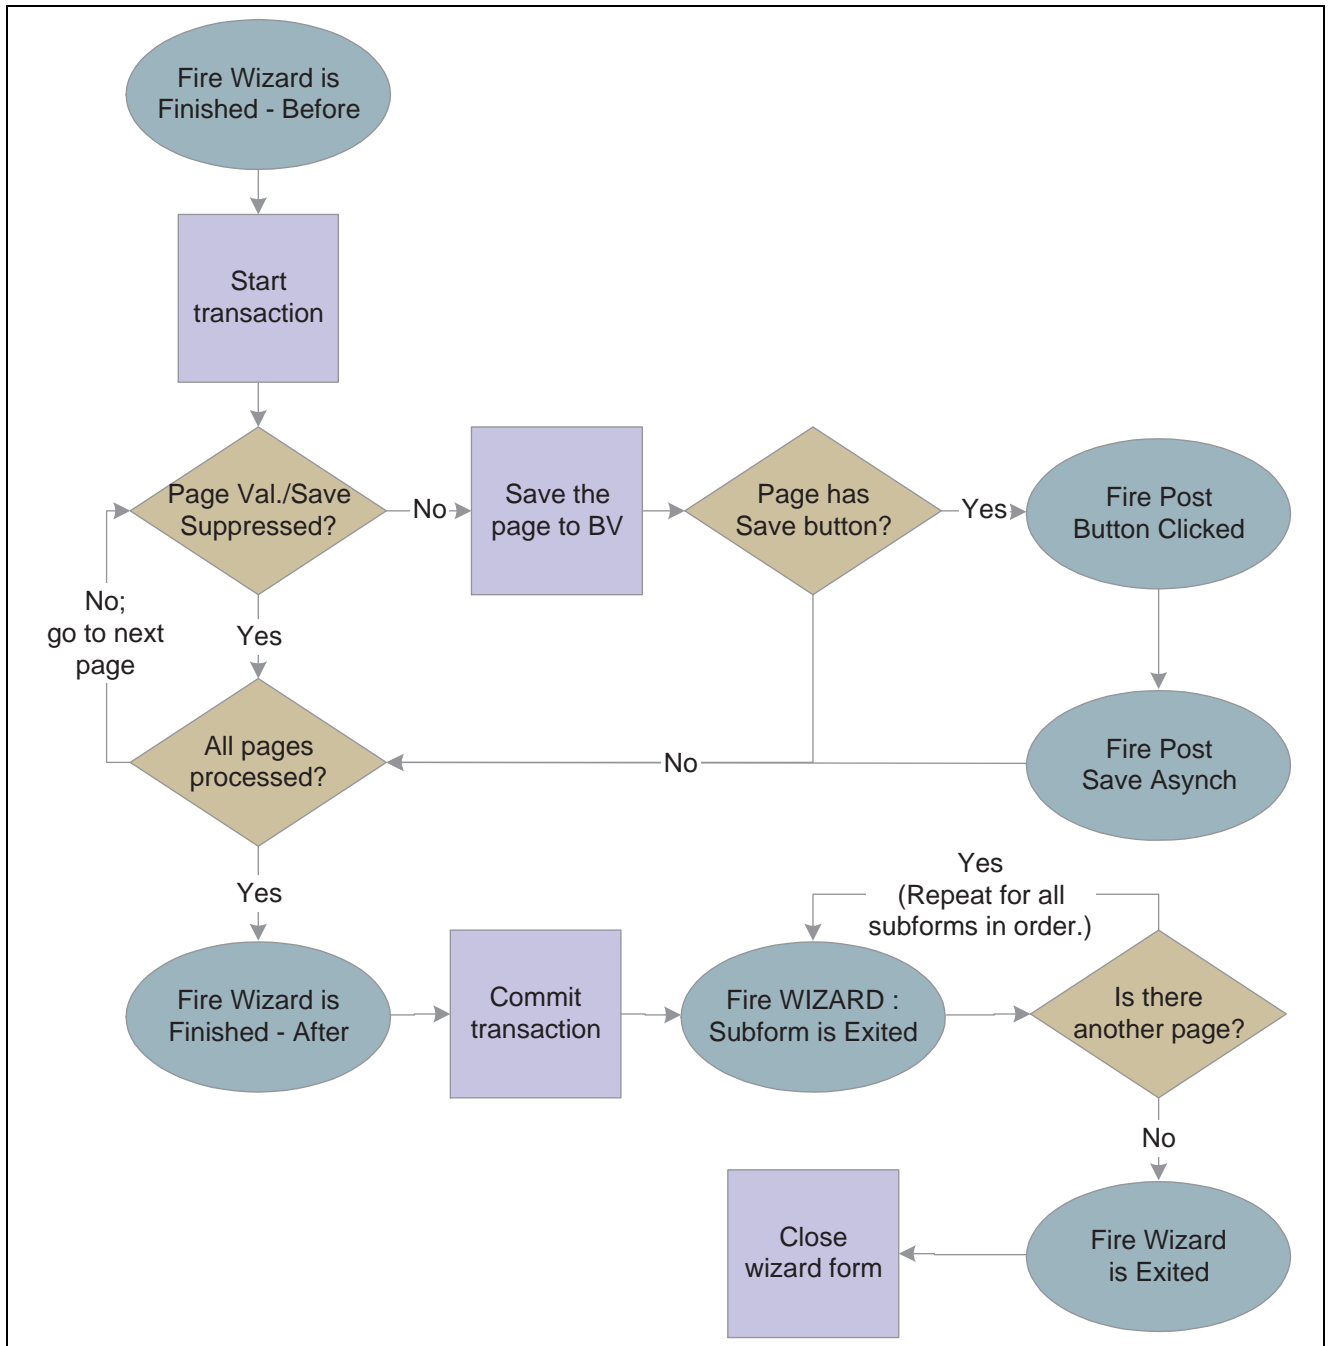 Fire Wizard is
Finished - Before
Start
transaction
Page Val./Save
Suppressed?
No
Save the
page to BV
Page has
Save button?
Yes
Fire Post
Button Clicked
No;
go to next
page
Yes
All pages
processed?
No
Fire Post
Save Asynch
Yes
Yes
(Repeat for all
subforms in order.)
Fire Wizard is
Finished - After
Commit
transaction
Fire WIZARD :
Subform is Exited
Is there
another page?
No
Close
wizard form
Fire Wizard
is Exited